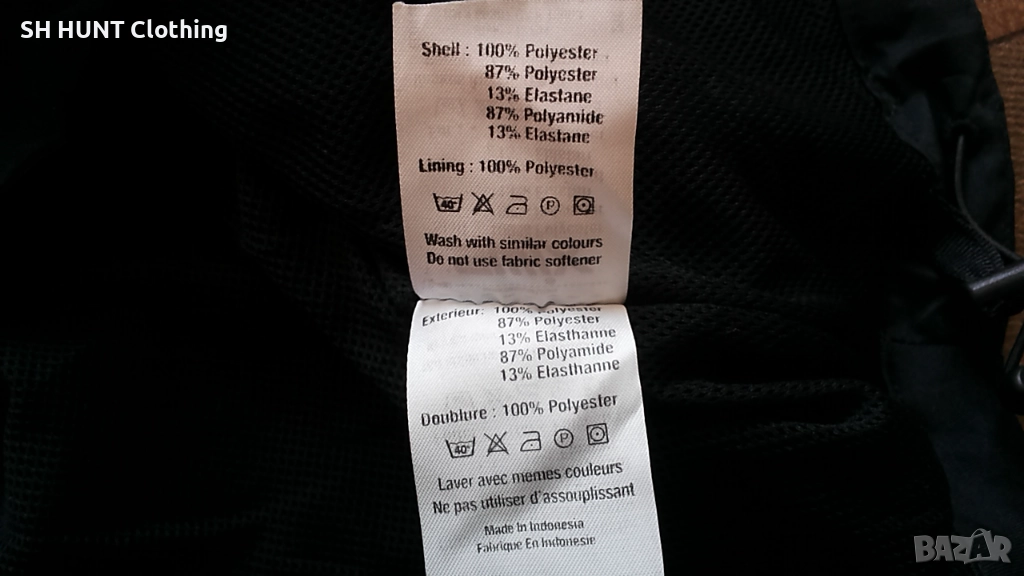 SH HUNT Clothing
Shell : 100% Polyester
87% Polyester
13% Elastane
87% Polyamide
13% Elastane
Lining : 100% Polyester
40°
P
Wash with similar colours
Do not use fabric softener
Exterieur: 100% Polyester
87% Polyester
13% Elasthanne
87% Polyamide
13% Elasthanne
Doublure : 100% Polyester
40°
P
Laver avec memes couleurs
Ne pas utiliser d'assouplissant
Made In Indonesia
Fabrique En Indonesie
BAZAR